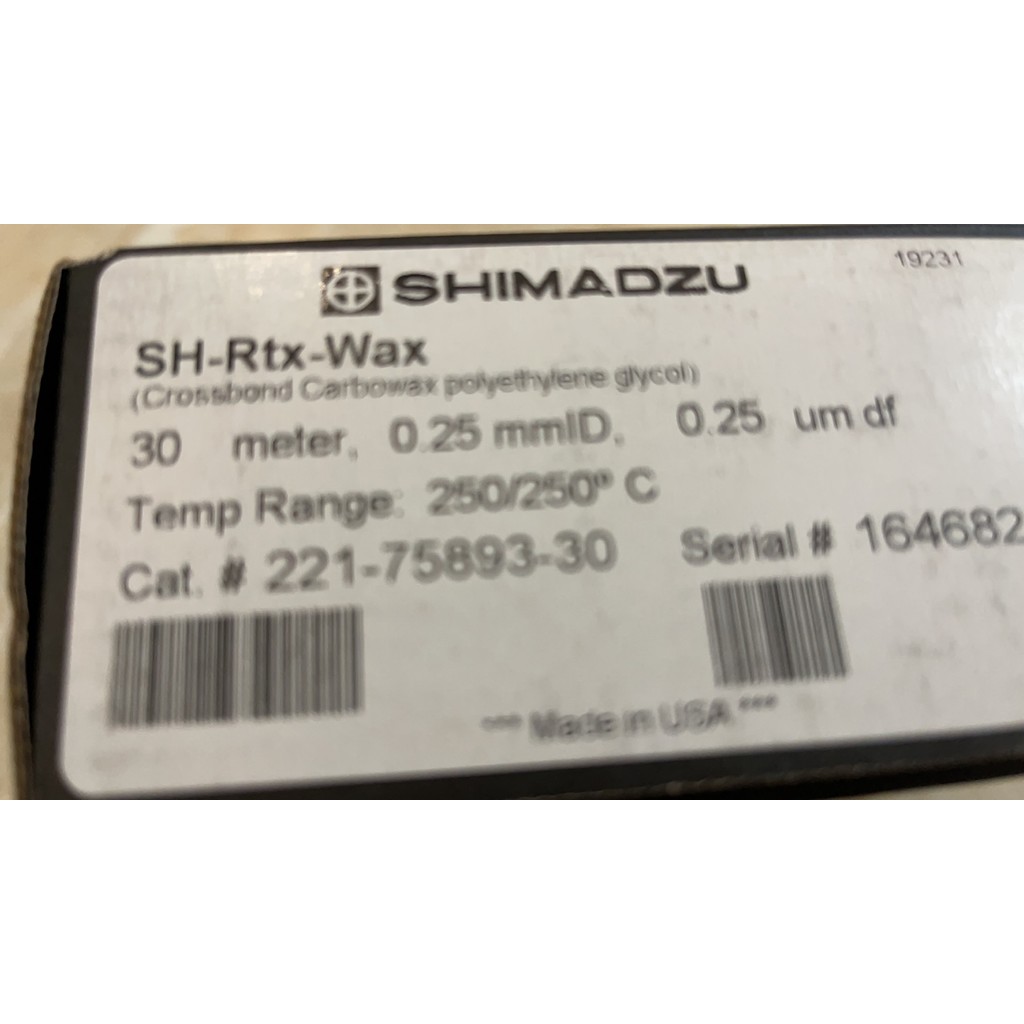 SHIMADZU
19231
SH-Rtx-Wax
(Crossbond Carbowax polyethylene glycol)
30 meter, 0.25 mmID, 0.25 um df
Temp Range: 250/250º C
Cat. # 221-75893-30 Serial # 164682
*** Made in USA ***